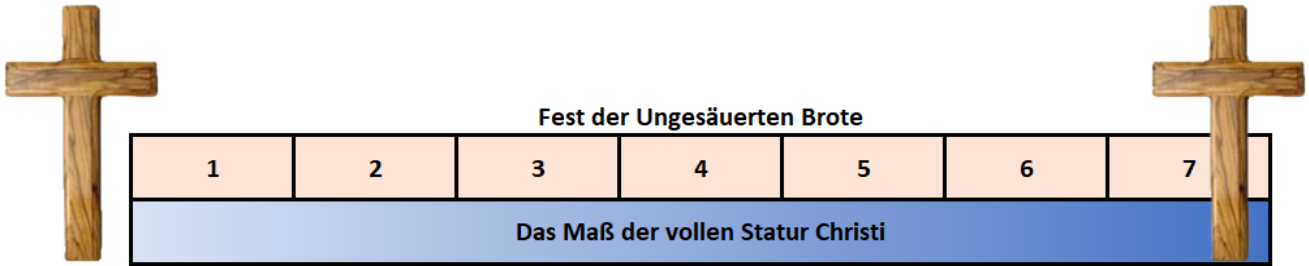 Fest der Ungesäuerten Brote
1 2 3 4 5 6 7
Das Maß der vollen Statur Christi